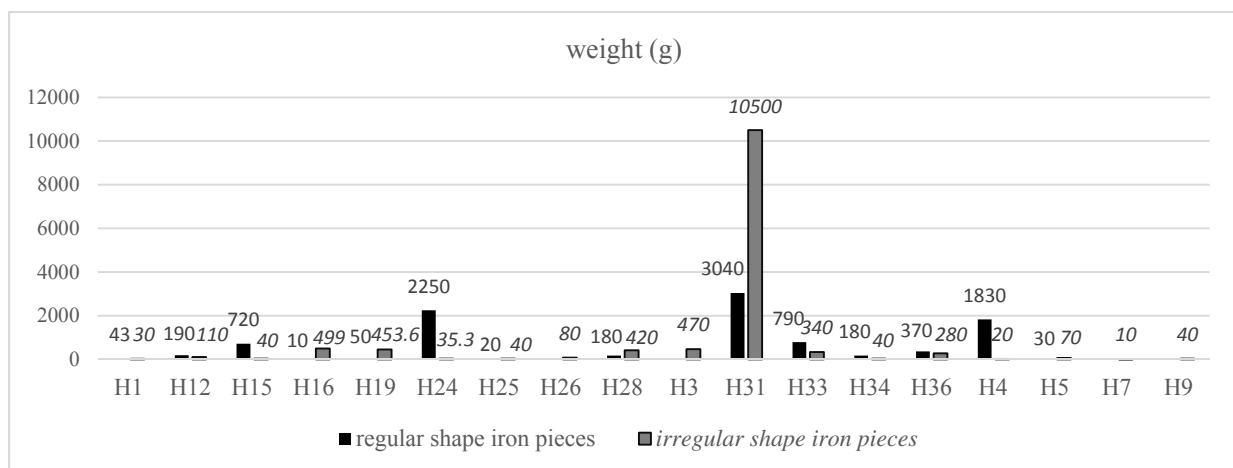 weight (g)
12000
10500
10000
8000
6000
4000
3040
2250
1830
2000
43 30 190 110 720 40 10 499 50 453.6 35.3 20 40 80 180 420 470 790 340 180 40 370 280 20 30 70 10 40
0
H1 H12 H15 H16 H19 H24 H25 H26 H28 H3 H31 H33 H34 H36 H4 H5 H7 H9
regular shape iron pieces irregular shape iron pieces